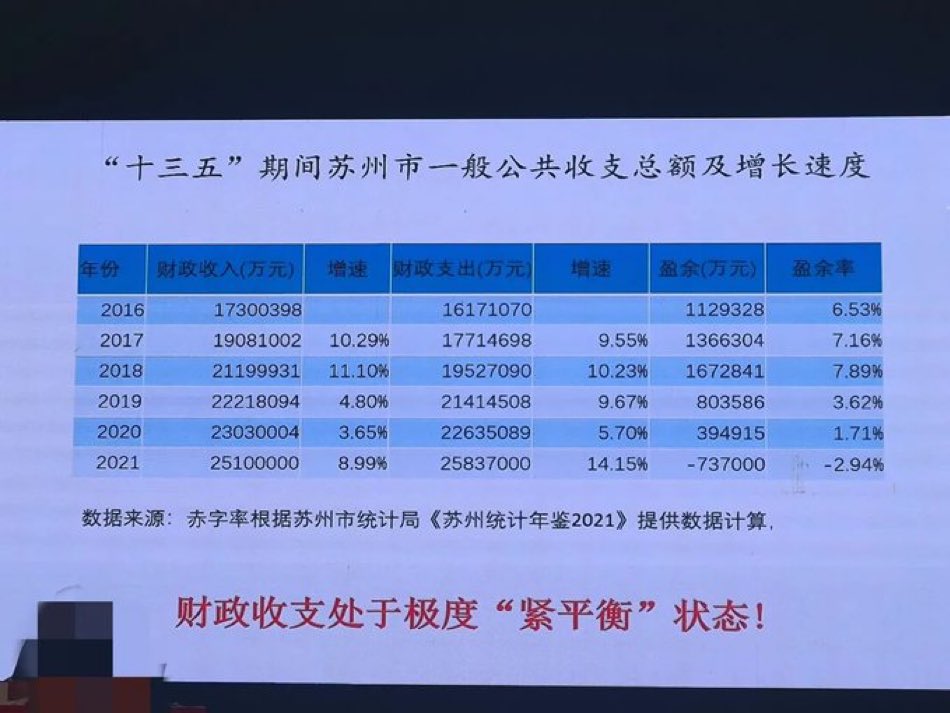 “十三五”期间苏州市一般公共收支总额及增长速度
年份 财政收入(万元) 增速 财政支出(万元) 增速 盈余(万元) 盈余率
2016 17300398 16171070 1129328 6.53%
2017 19081002 10.29% 17714698 9.55% 1366304 7.16%
2018 21199931 11.10% 19527090 10.23% 1672841 7.89%
2019 22218094 4.80% 21414508 9.67% 803586 3.62%
2020 23030004 3.65% 22635089 5.70% 394915 1.71%
2021 25100000 8.99% 25837000 14.15% -737000 -2.94%
数据来源：赤字率根据苏州市统计局《苏州统计年鉴2021》提供数据计算.
财政收支处于极度“紧平衡”状态！